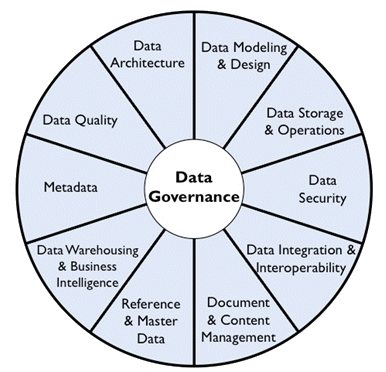 Data
Architecture
Data Modeling
& Design
Data Storage
& Operations
Data
Security
Data Integration &
Interoperability
Document
& Content
Management
Reference
& Master
Data
Data Warehousing
& Business
Intelligence
Metadata
Data Quality
Data
Governance